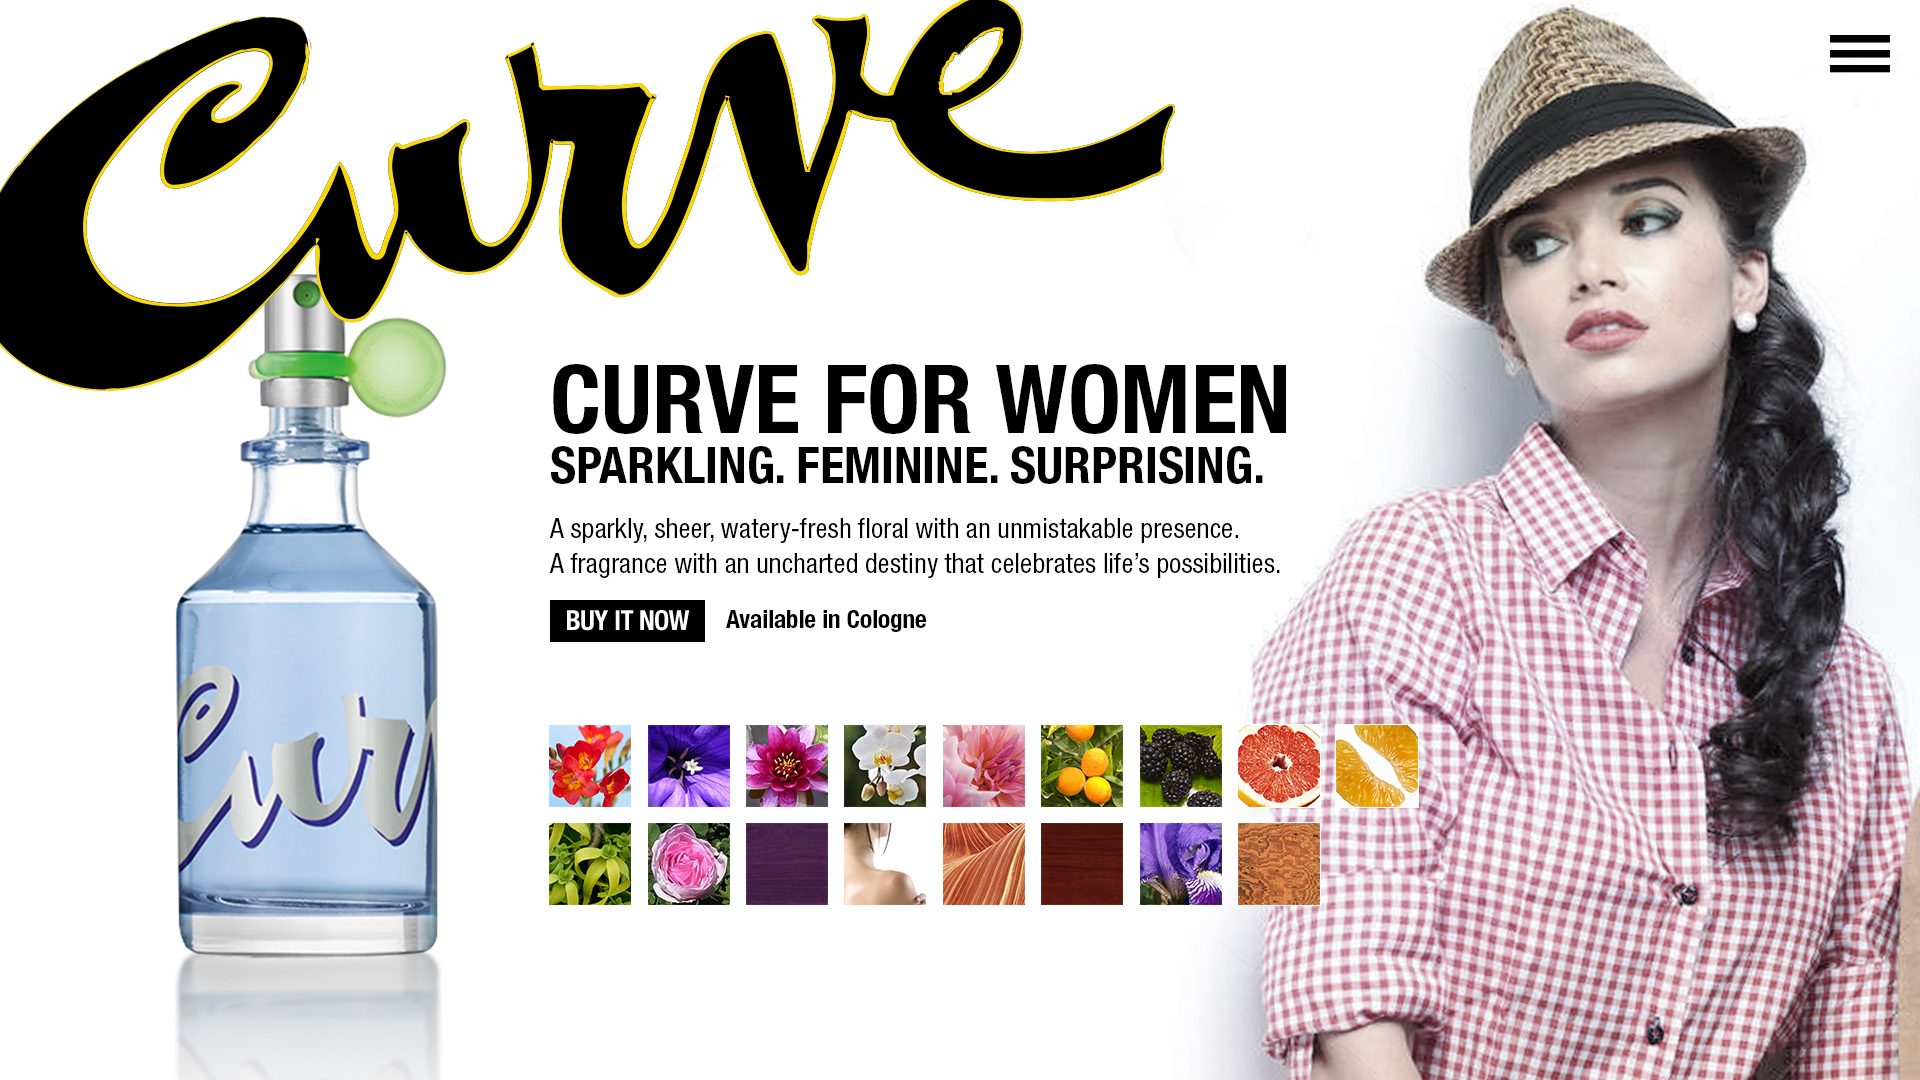 Curve
CURVE FOR WOMEN
SPARKLING. FEMININE. SURPRISING.
A sparkly, sheer, watery-fresh floral with an unmistakable presence.
A fragrance with an uncharted destiny that celebrates life’s possibilities.
BUY IT NOW
Available in Cologne
Curv